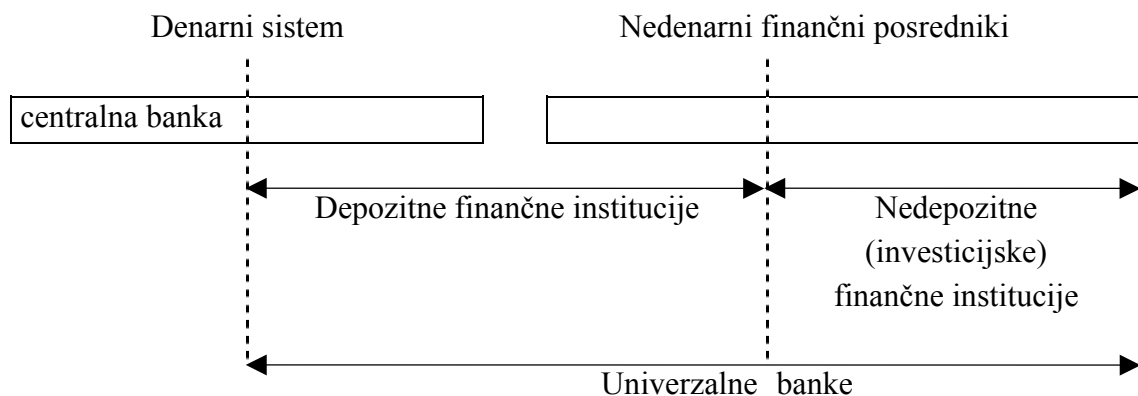 Denarni sistem
Nedenarni finančni posredniki
centralna banka
Depozitne finančne institucije
Nedepozitne
(investicijske)
finančne institucije
Univerzalne banke